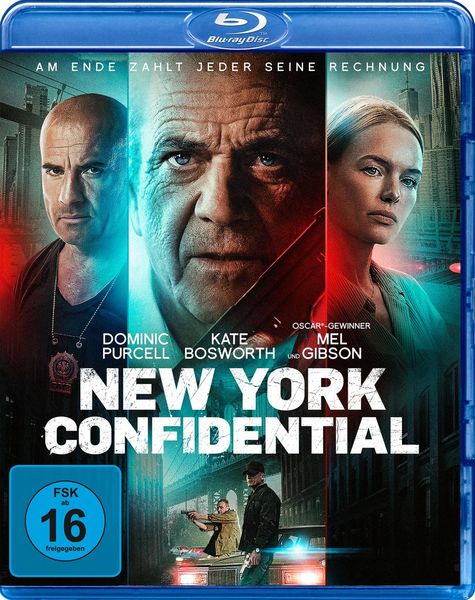 Blu-ray Disc
AM ENDE ZAHLT JEDER SEINE RECHNUNG
DOMINIC PURCELL
KATE BOSWORTH
OSCAR®-GEWINNER
UND MEL GIBSON
NEW YORK
CONFIDENTIAL
FSK
ab
16
freigegeben